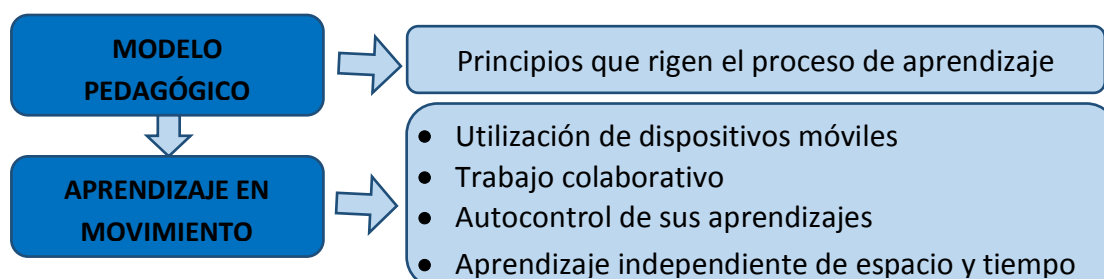 MODELO
PEDAGÓGICO
Principios que rigen el proceso de aprendizaje
APRENDIZAJE EN
MOVIMIENTO
• Utilización de dispositivos móviles
• Trabajo colaborativo
• Autocontrol de sus aprendizajes
• Aprendizaje independiente de espacio y tiempo